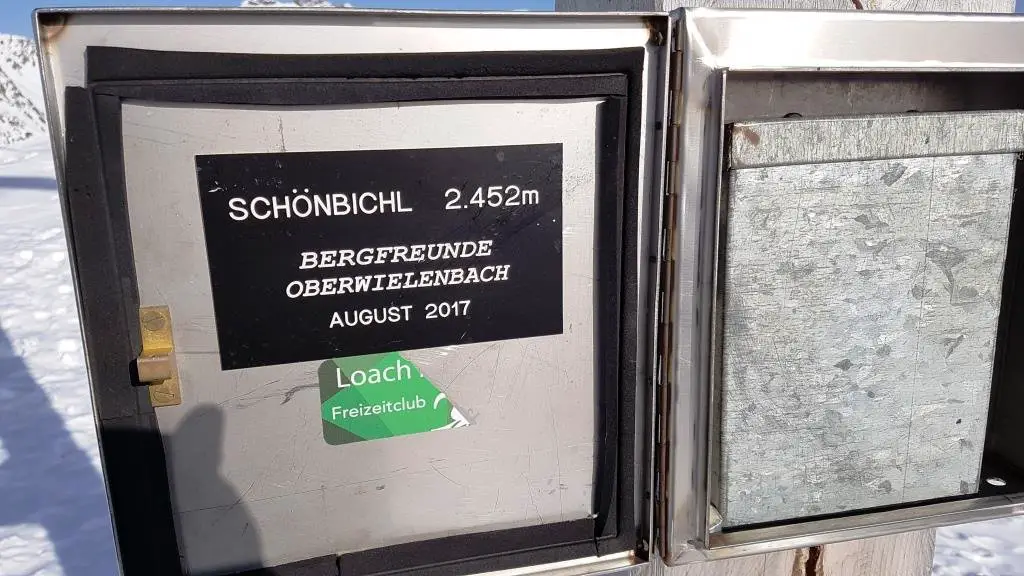 SCHÖNBICHL 2.452m
BERGFREUNDE
OBERWIELENBACH
AUGUST 2017
Loach
Freizeitclub